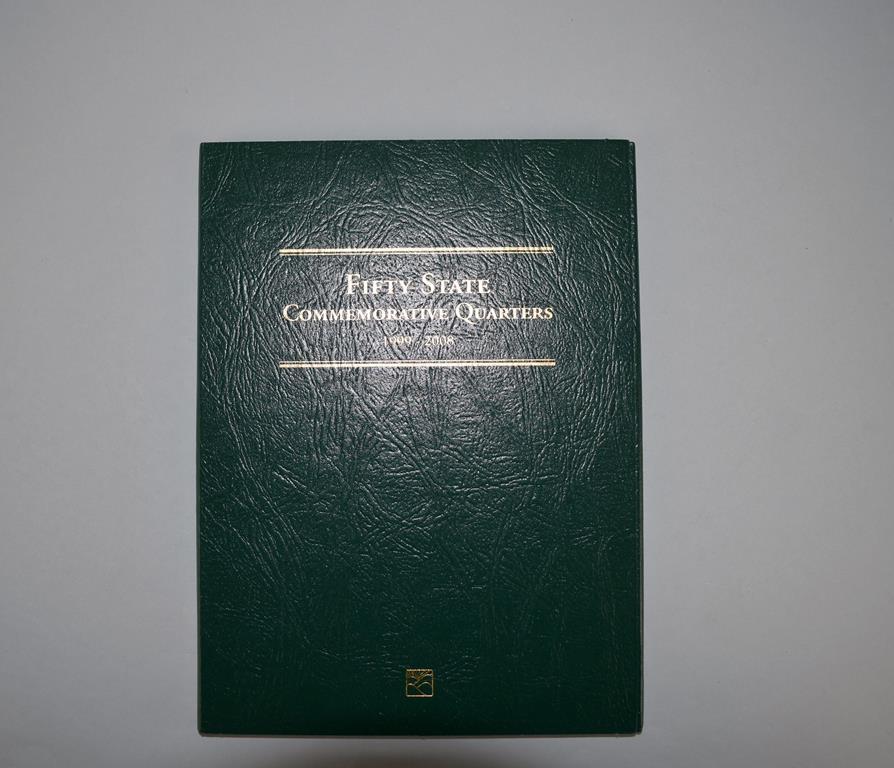 Fifty State
Commemorative Quarters
1999 - 2008